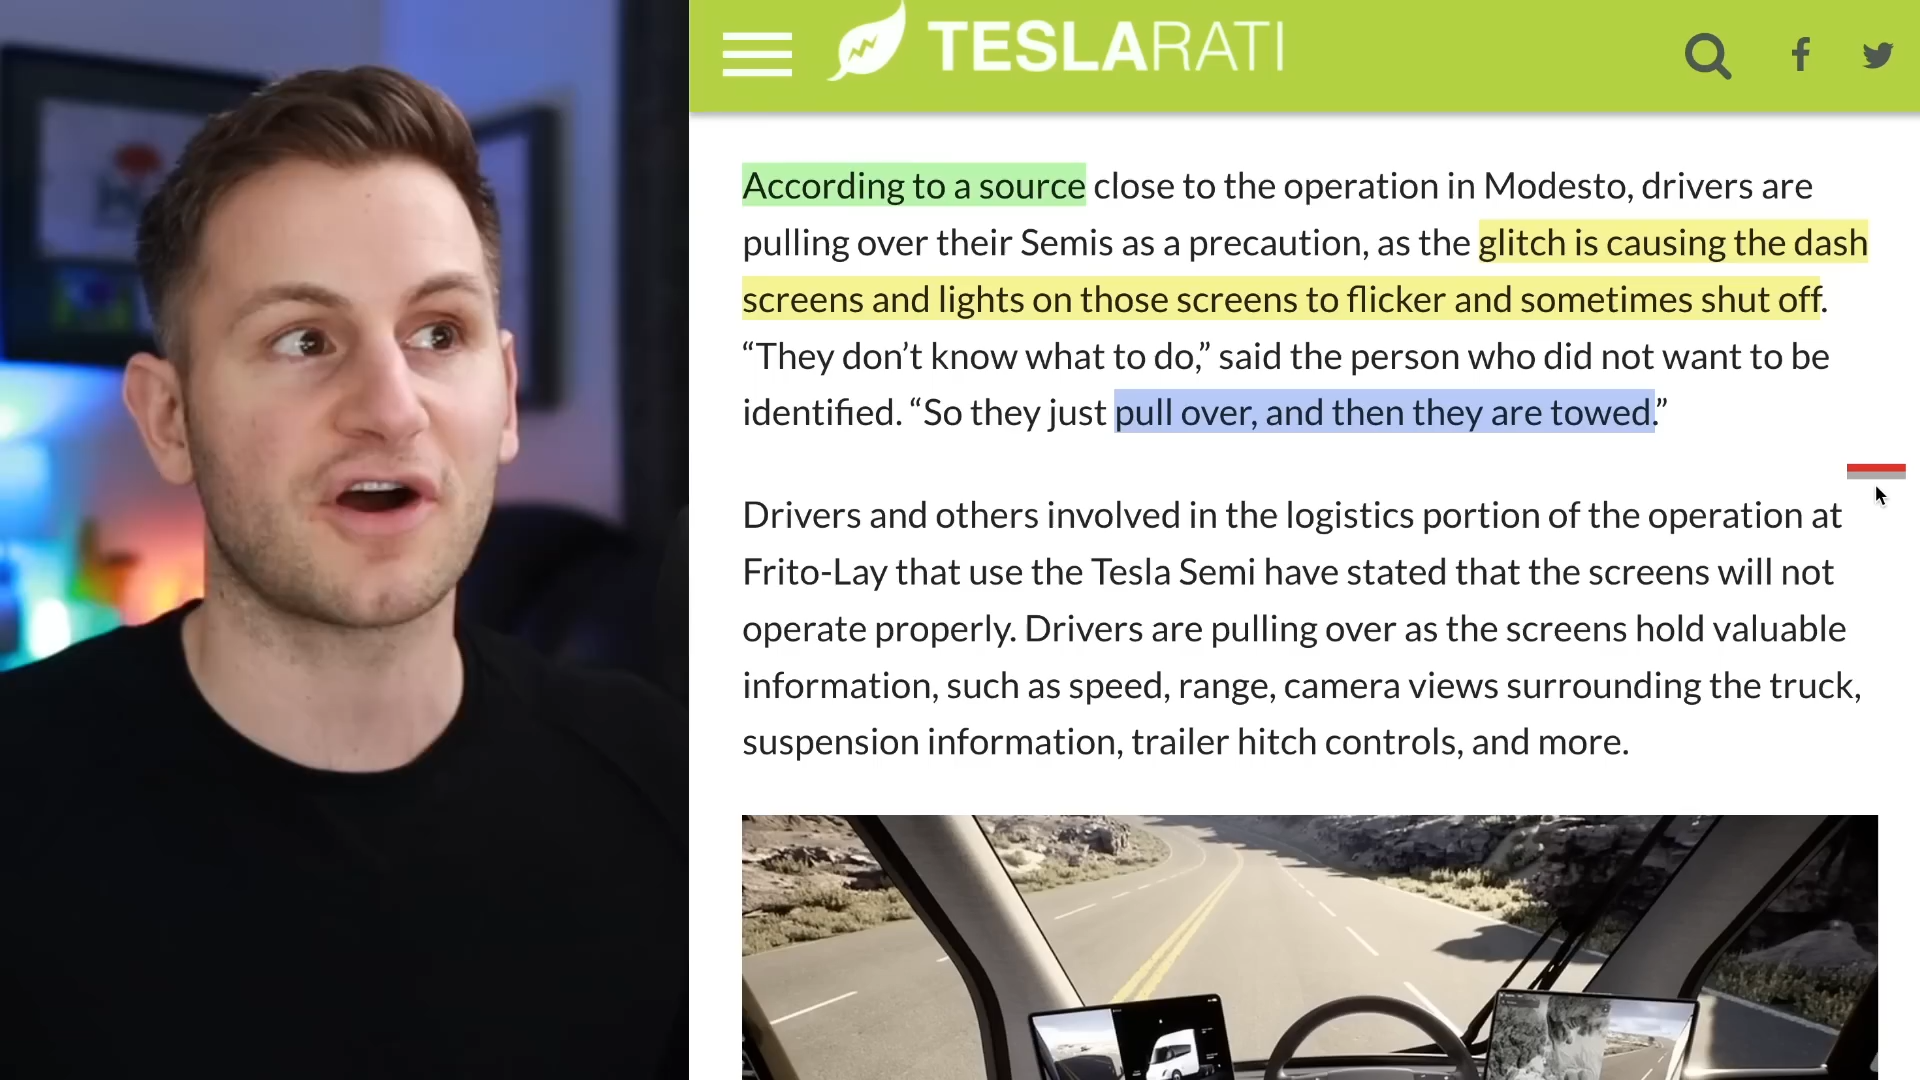 TESLARATI
According to a source close to the operation in Modesto, drivers are
pulling over their Semis as a precaution, as the glitch is causing the dash
screens and lights on those screens to flicker and sometimes shut off.
“They don’t know what to do,” said the person who did not want to be
identified. “So they just pull over, and then they are towed.”
Drivers and others involved in the logistics portion of the operation at
Frito-Lay that use the Tesla Semi have stated that the screens will not
operate properly. Drivers are pulling over as the screens hold valuable
information, such as speed, range, camera views surrounding the truck,
suspension information, trailer hitch controls, and more.